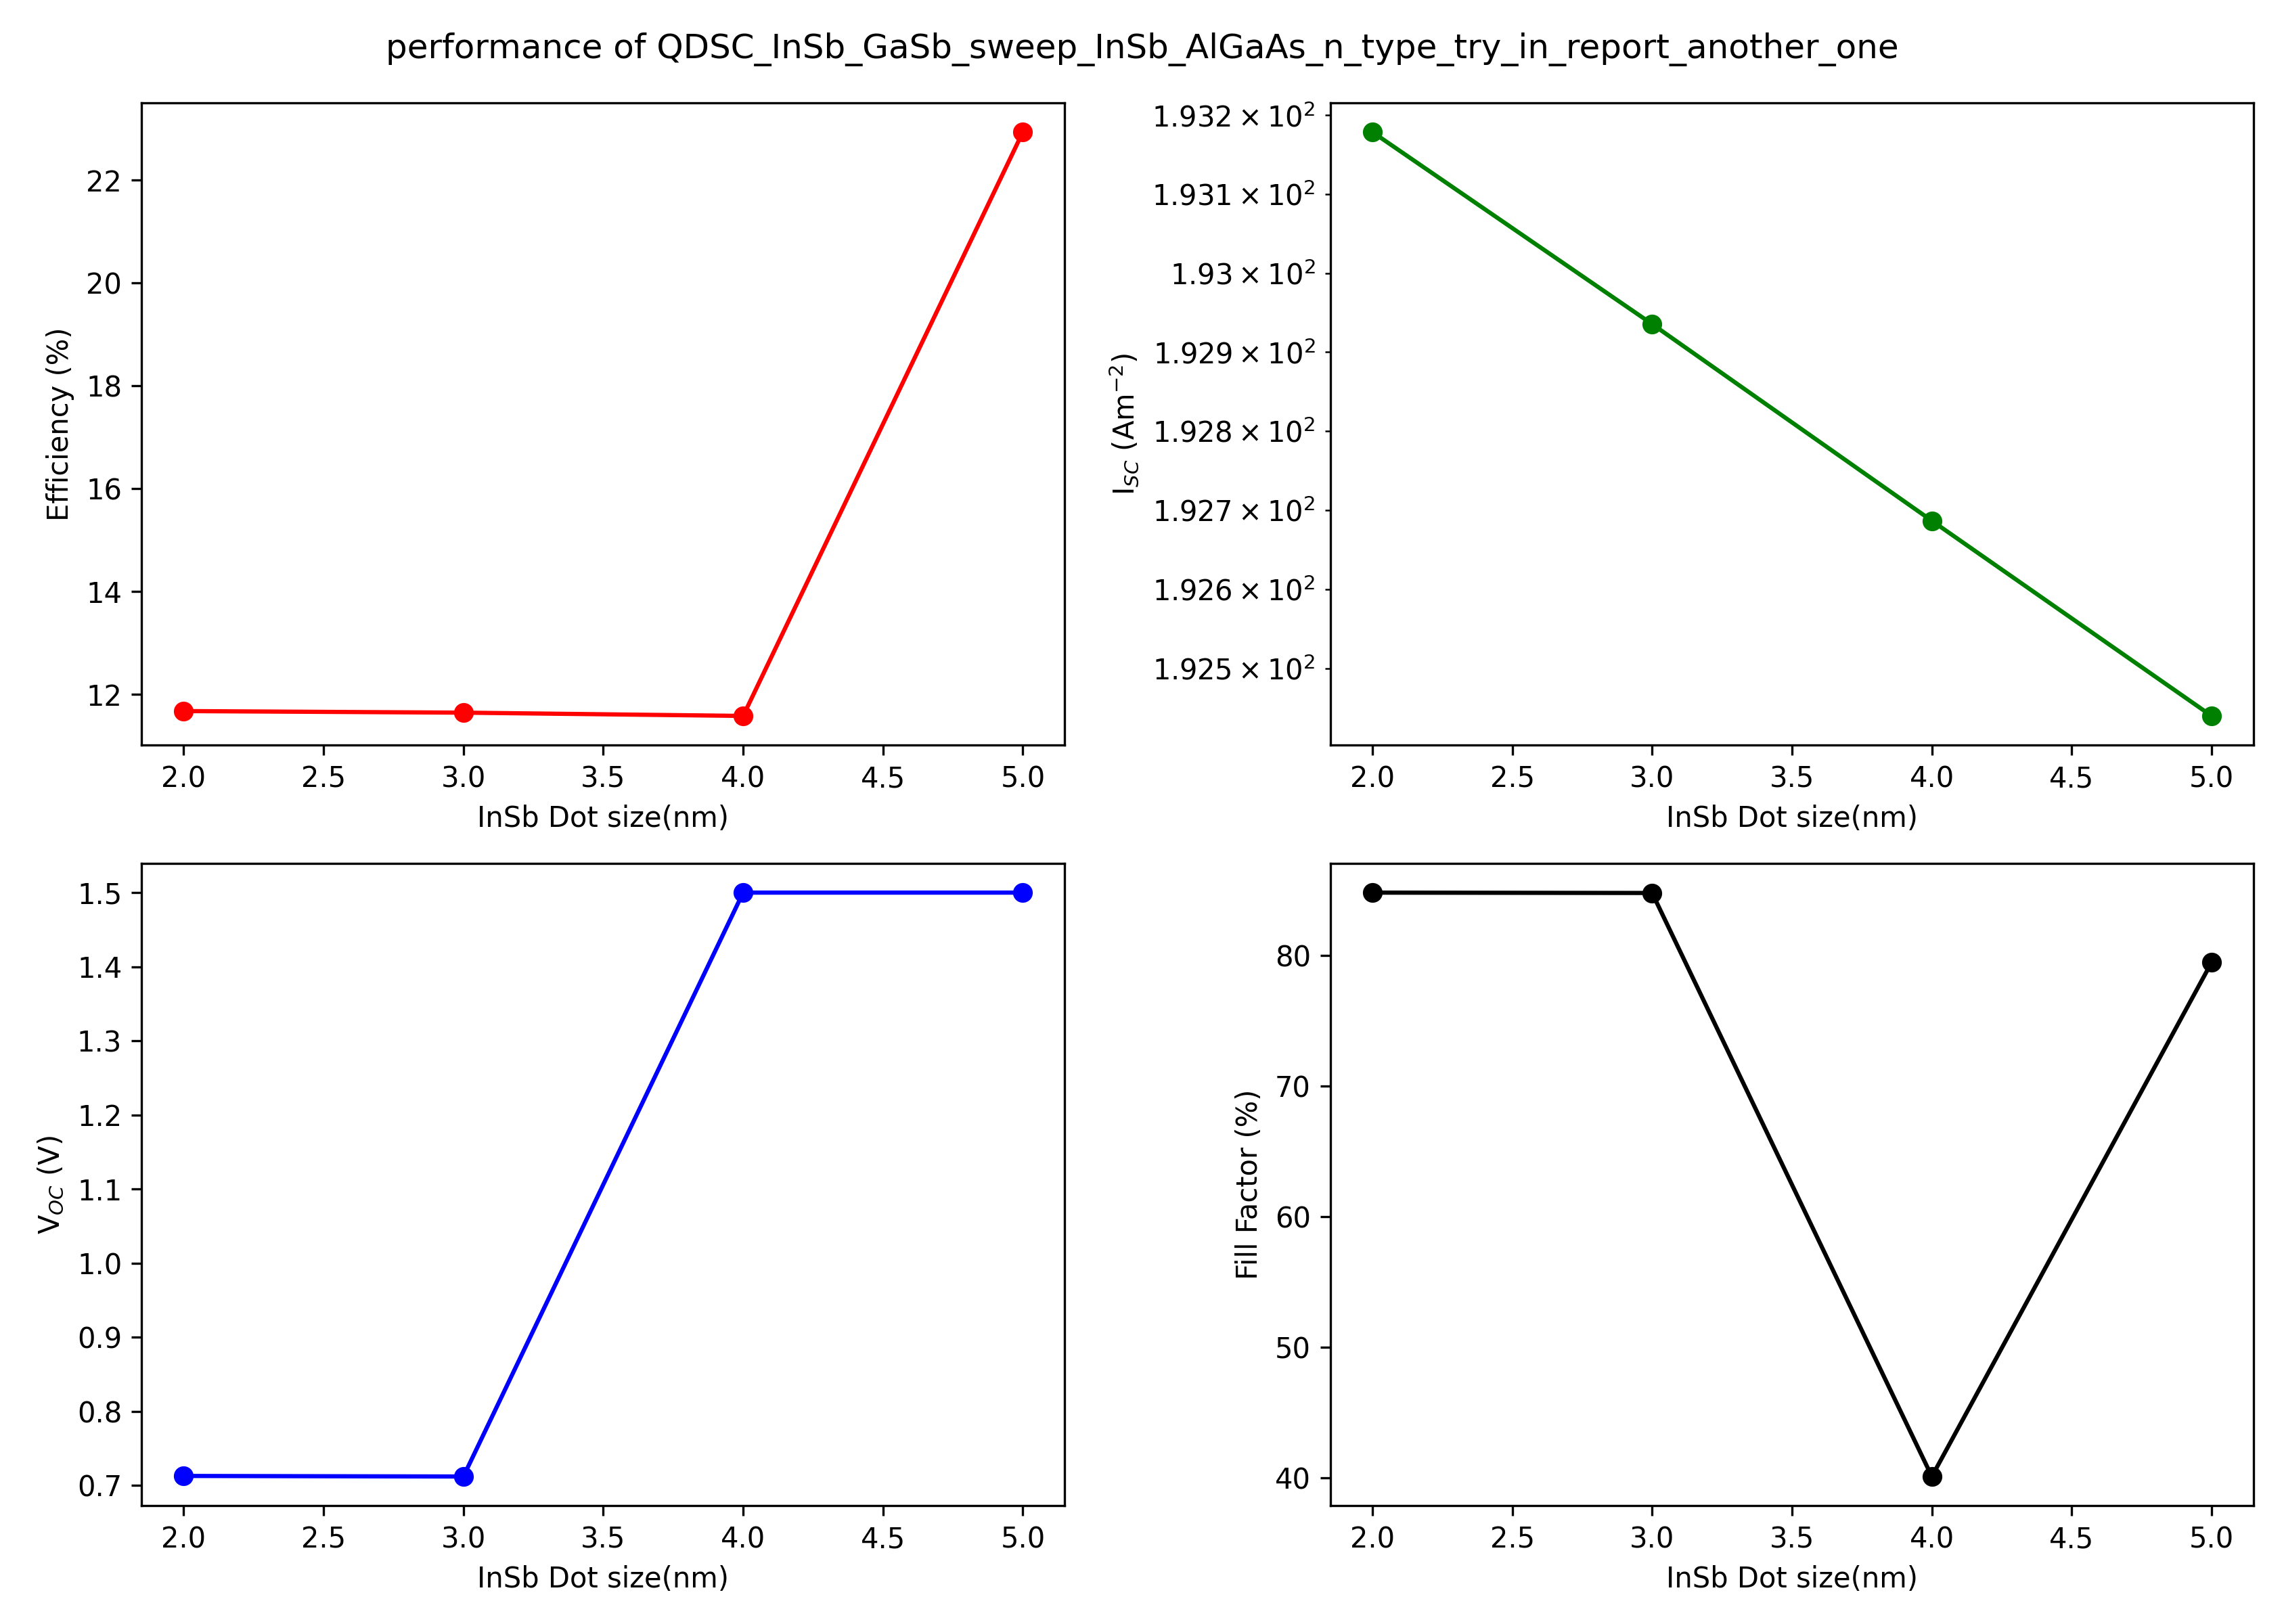 performance of QDSC_InSb_GaSb_sweep_InSb_AlGaAs_n_type_try_in_report_another_one
Efficiency (%)
22
20
18
16
14
12
2.0 2.5 3.0 3.5 4.0 4.5 5.0
InSb Dot size(nm)
I$_{SC}$ (Am$^{-2}$)
1.932 × 10²
1.931 × 10²
1.93 × 10²
1.929 × 10²
1.928 × 10²
1.927 × 10²
1.926 × 10²
1.925 × 10²
2.0 2.5 3.0 3.5 4.0 4.5 5.0
InSb Dot size(nm)
V$_{OC}$ (V)
1.5
1.4
1.3
1.2
1.1
1.0
0.9
0.8
0.7
2.0 2.5 3.0 3.5 4.0 4.5 5.0
InSb Dot size(nm)
Fill Factor (%)
80
70
60
50
40
2.0 2.5 3.0 3.5 4.0 4.5 5.0
InSb Dot size(nm)